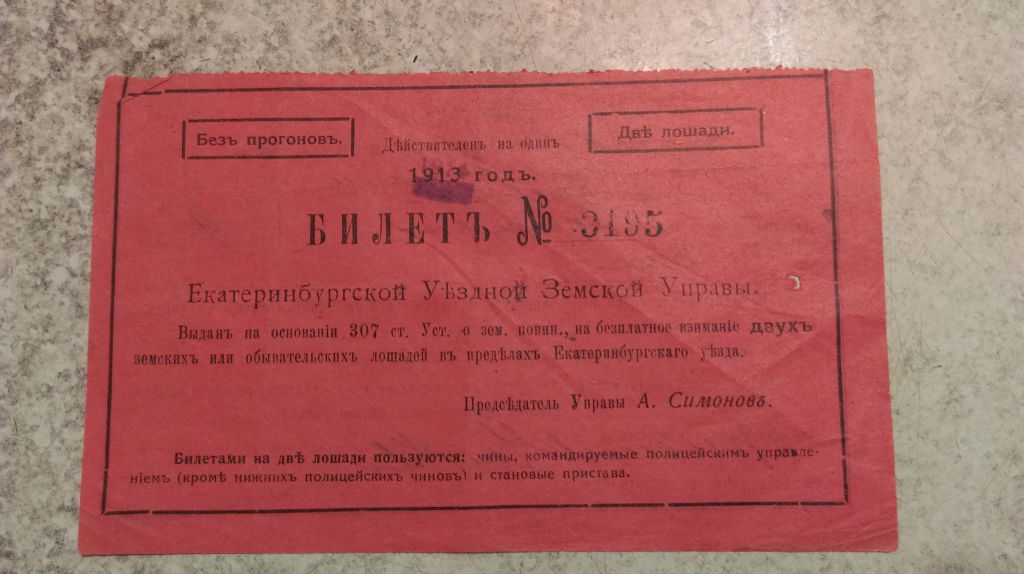 Безъ прогоновъ.
Дѣйствителенъ на одинъ
Двѣ лошади.
1913 годъ.
БИЛЕТЪ № 3195
Екатеринбургской Уѣздной Земской Управы.
Выданъ на основаніи 307 ст. Уст. о зем. повин., на безплатное взиманіе двухъ
земскихъ или обывательскихъ лошадей въ предѣлахъ Екатеринбургскаго уѣзда.
Предсѣдатель Управы А. Симоновъ.
Билетами на двѣ лошади пользуются: чины, командируемые полицейскимъ управле-
ніемъ (кромѣ нижнихъ полицейскихъ чиновъ) и становые пристава.